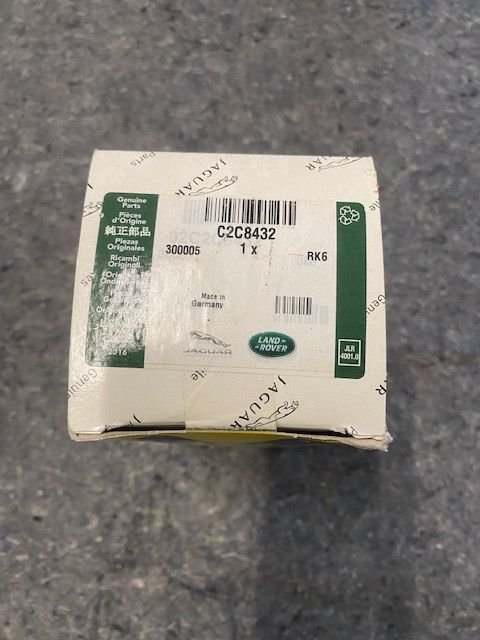 JAGUAR
Genuine
Parts
Pièces
d'Origine
純正部品
Piezas
Originales
Ricambi
Originali
C2C8432
300005
1 x
RK6
Made in
Germany
JAGUAR
LAND-
-ROVER
JLR
4001.0
2016
Genuine
JAGUAR